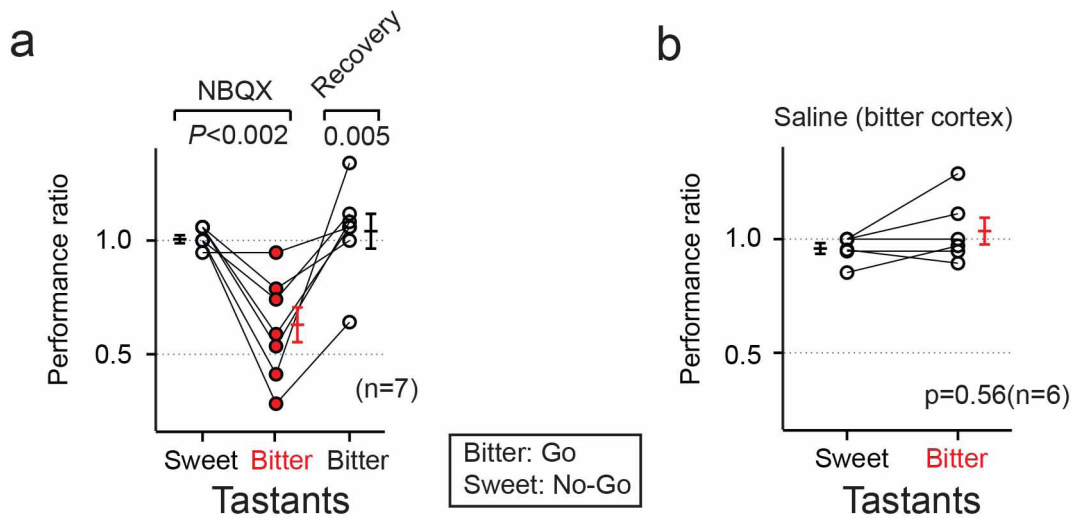 a
NBQX
Recovery
P<0.002
0.005
Performance ratio
1.0
0.5
(n=7)
Sweet Bitter Bitter
Tastants
Bitter: Go
Sweet: No-Go
b
Saline (bitter cortex)
Performance ratio
1.0
0.5
p=0.56(n=6)
Sweet Bitter
Tastants